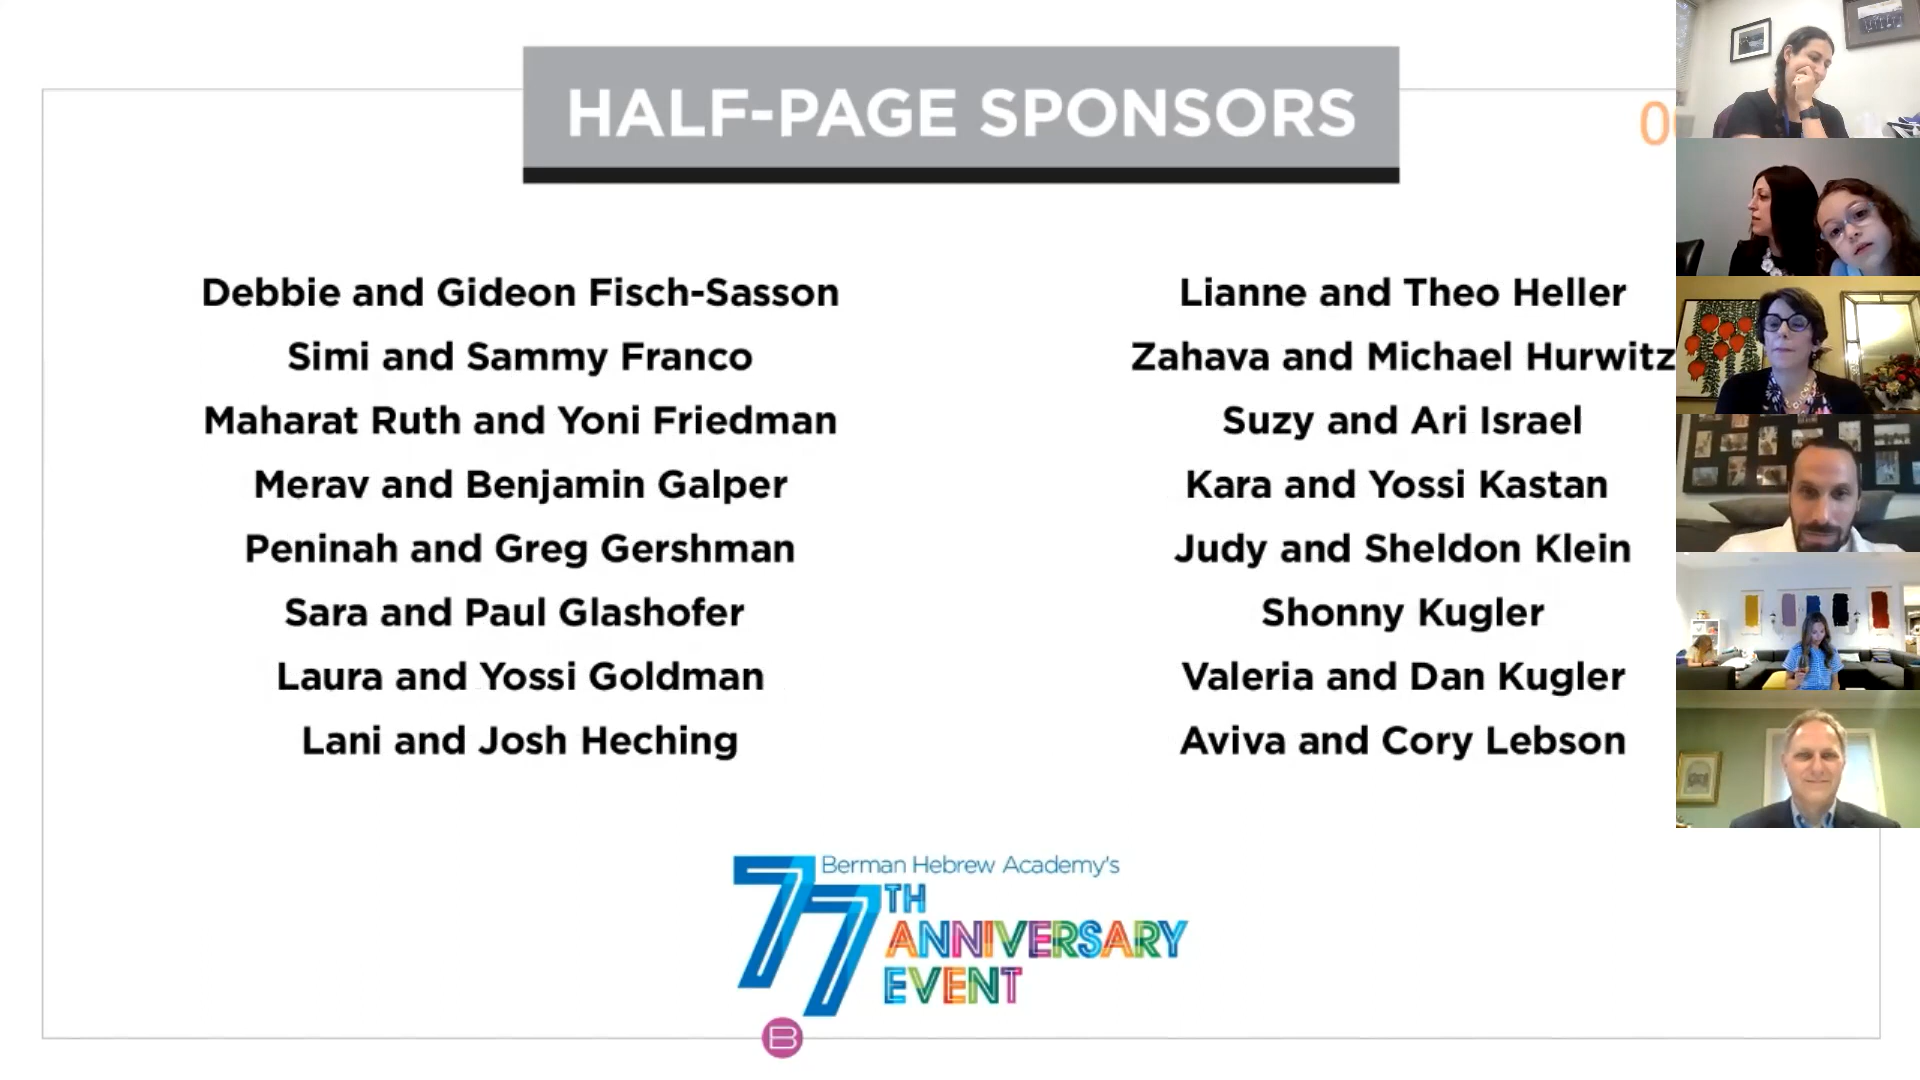 HALF-PAGE SPONSORS
Debbie and Gideon Fisch-Sasson
Simi and Sammy Franco
Maharat Ruth and Yoni Friedman
Merav and Benjamin Galper
Peninah and Greg Gershman
Sara and Paul Glashofer
Laura and Yossi Goldman
Lani and Josh Heching
Lianne and Theo Heller
Zahava and Michael Hurwitz
Suzy and Ari Israel
Kara and Yossi Kastan
Judy and Sheldon Klein
Shonny Kugler
Valeria and Dan Kugler
Aviva and Cory Lebson
Berman Hebrew Academy's
77TH
ANNIVERSARY
EVENT
B